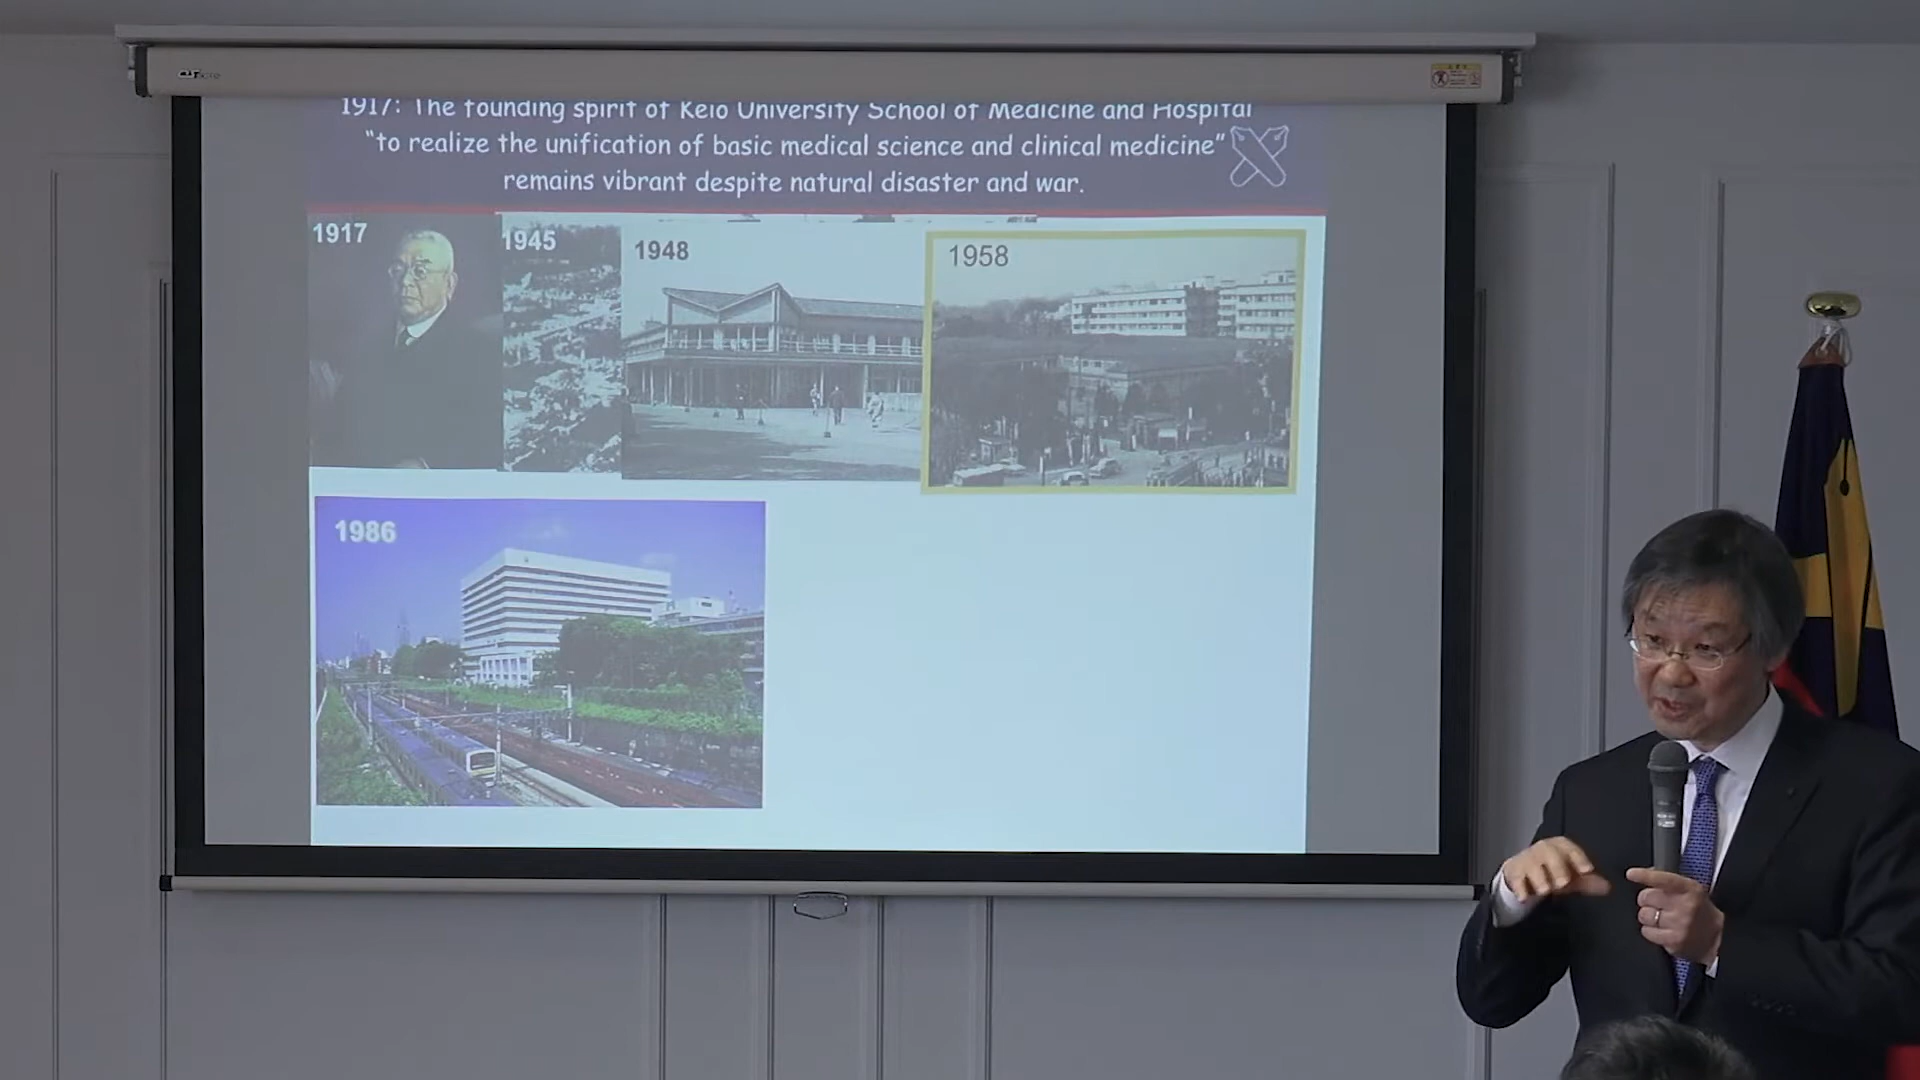 1917: The founding spirit of Keio University School of Medicine and Hospital
“to realize the unification of basic medical science and clinical medicine”
remains vibrant despite natural disaster and war.
1917
1945
1948
1958
1986